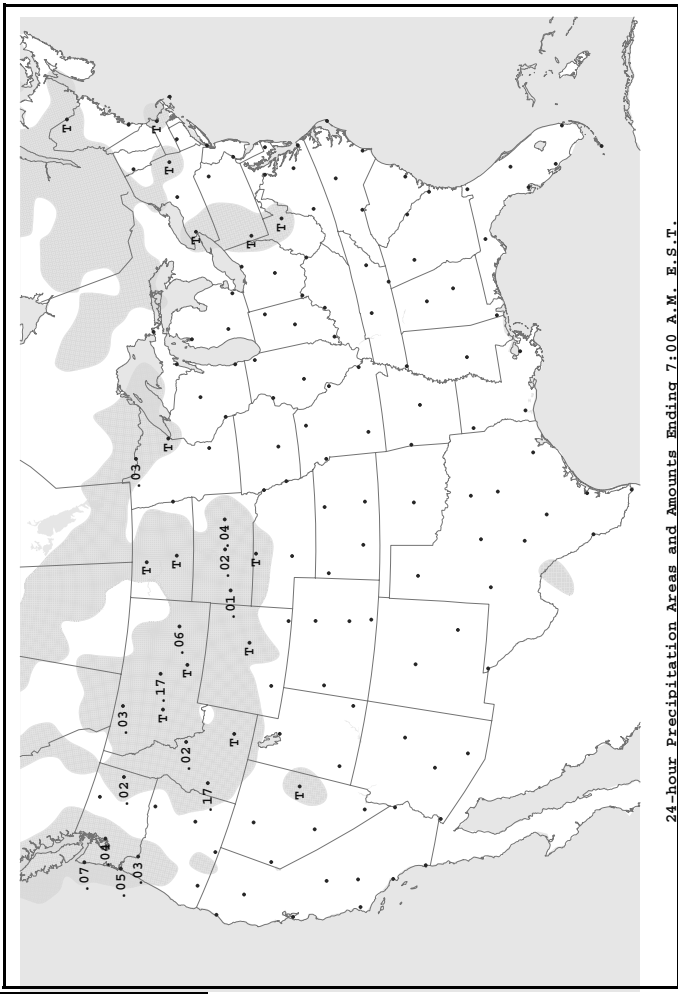 T
.07
.04
.05
.02
.03
.03
.03
T
T
T
.17
T
T
T
.06
.02
T
T
.17
.02
.04
.01
T
T
T
T
T
T
24-hour Precipitation Areas and Amounts Ending 7:00 A.M. E.S.T.